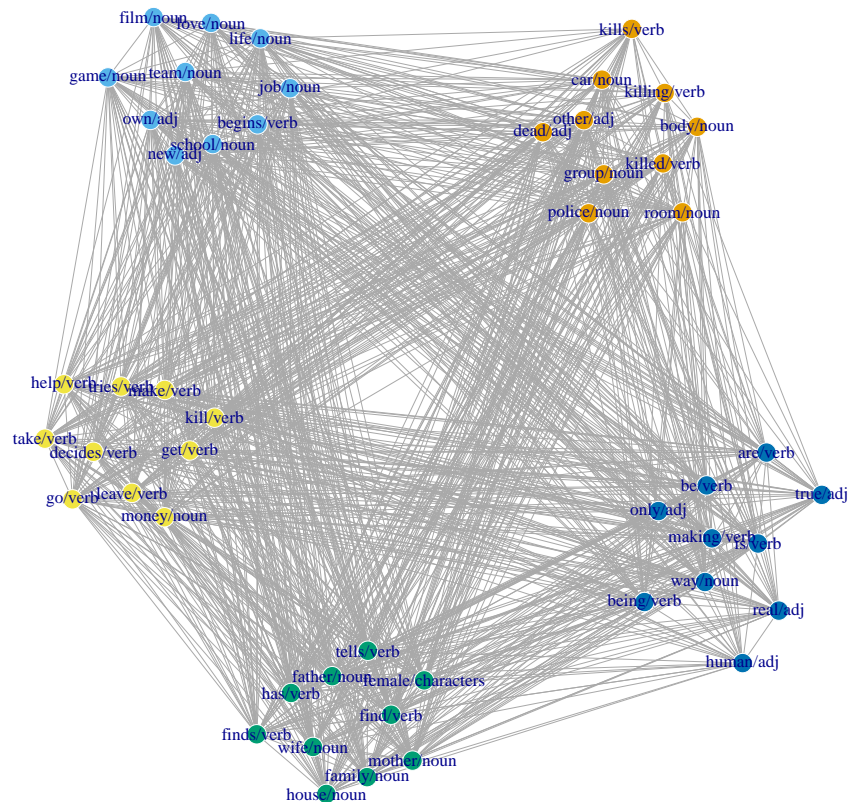 film/noun
love/noun
life/noun
game/noun
team/noun
job/noun
own/adj
begins/verb
school/noun
new/adj
kills/verb
car/noun
killing/verb
other/adj
dead/adj
body/noun
killed/verb
group/noun
police/noun
room/noun
help/verb
tries/verb
make/verb
kill/verb
take/verb
decides/verb
get/verb
go/verb
leave/verb
money/noun
are/verb
be/verb
true/adj
only/adj
making/verb
is/verb
way/noun
being/verb
real/adj
human/adj
tells/verb
father/noun
female/characters
has/verb
find/verb
finds/verb
wife/noun
mother/noun
family/noun
house/noun